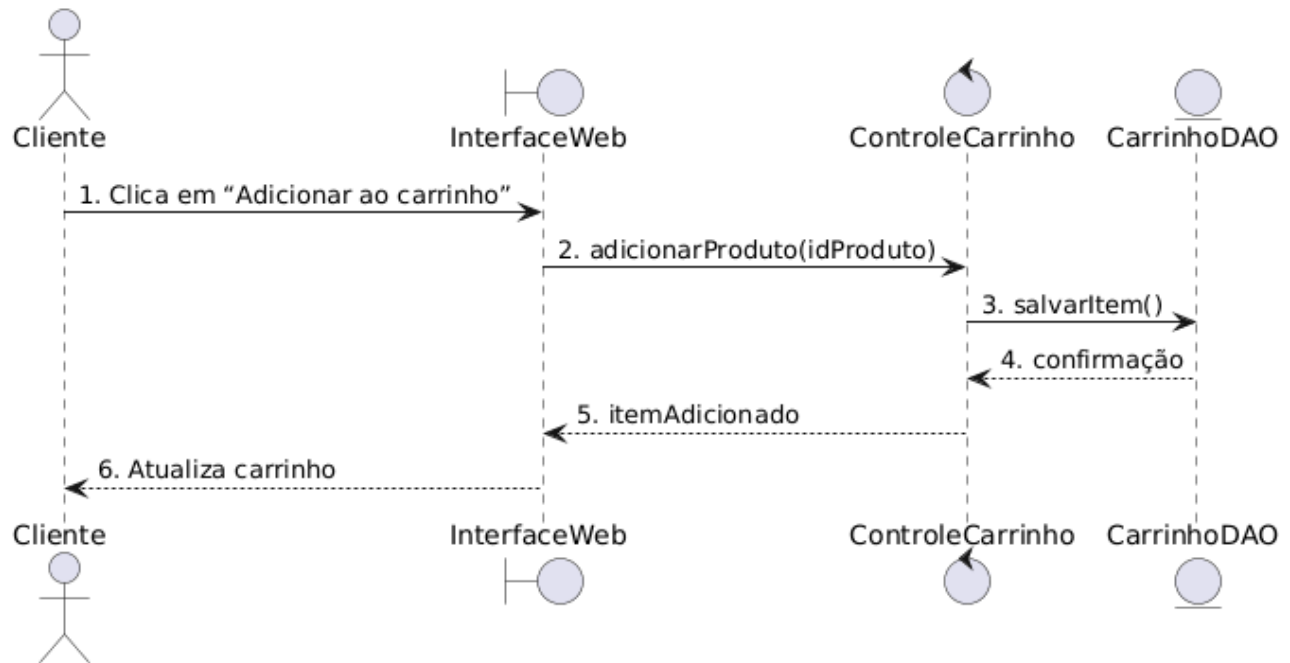 Cliente
InterfaceWeb
ControleCarrinho
CarrinhoDAO
1. Clica em “Adicionar ao carrinho”
2. adicionarProduto(idProduto)
3. salvarItem()
4. confirmação
5. itemAdicionado
6. Atualiza carrinho
Cliente
InterfaceWeb
ControleCarrinho
CarrinhoDAO